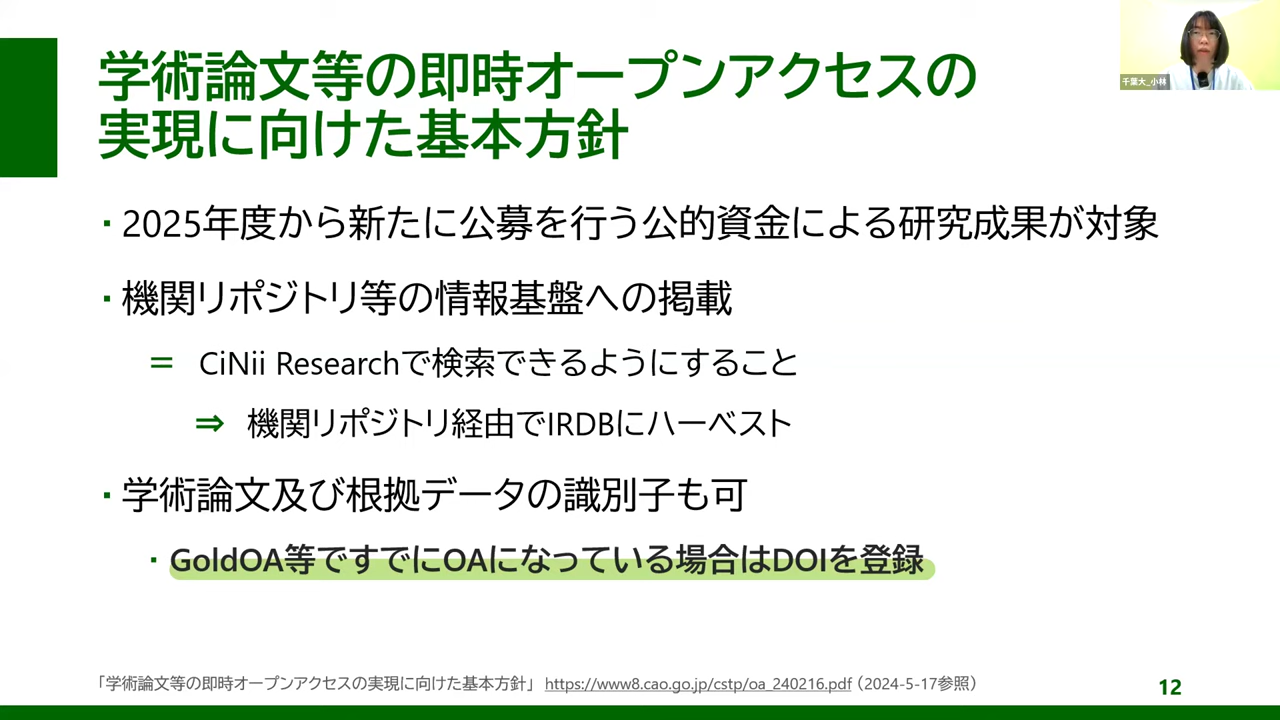 学術論文等の即時オープンアクセスの
実現に向けた基本方針
千葉大_小林
・2025年度から新たに公募を行う公的資金による研究成果が対象
・機関リポジトリ等の情報基盤への掲載
＝ CiNii Researchで検索できるようにすること
⇒ 機関リポジトリ経由でIRDBにハーベスト
・学術論文及び根拠データの識別子も可
・GoldOA等ですでにOAになっている場合はDOIを登録
「学術論文等の即時オープンアクセスの実現に向けた基本方針」 https://www8.cao.go.jp/cstp/oa_240216.pdf（2024-5-17参照）
12